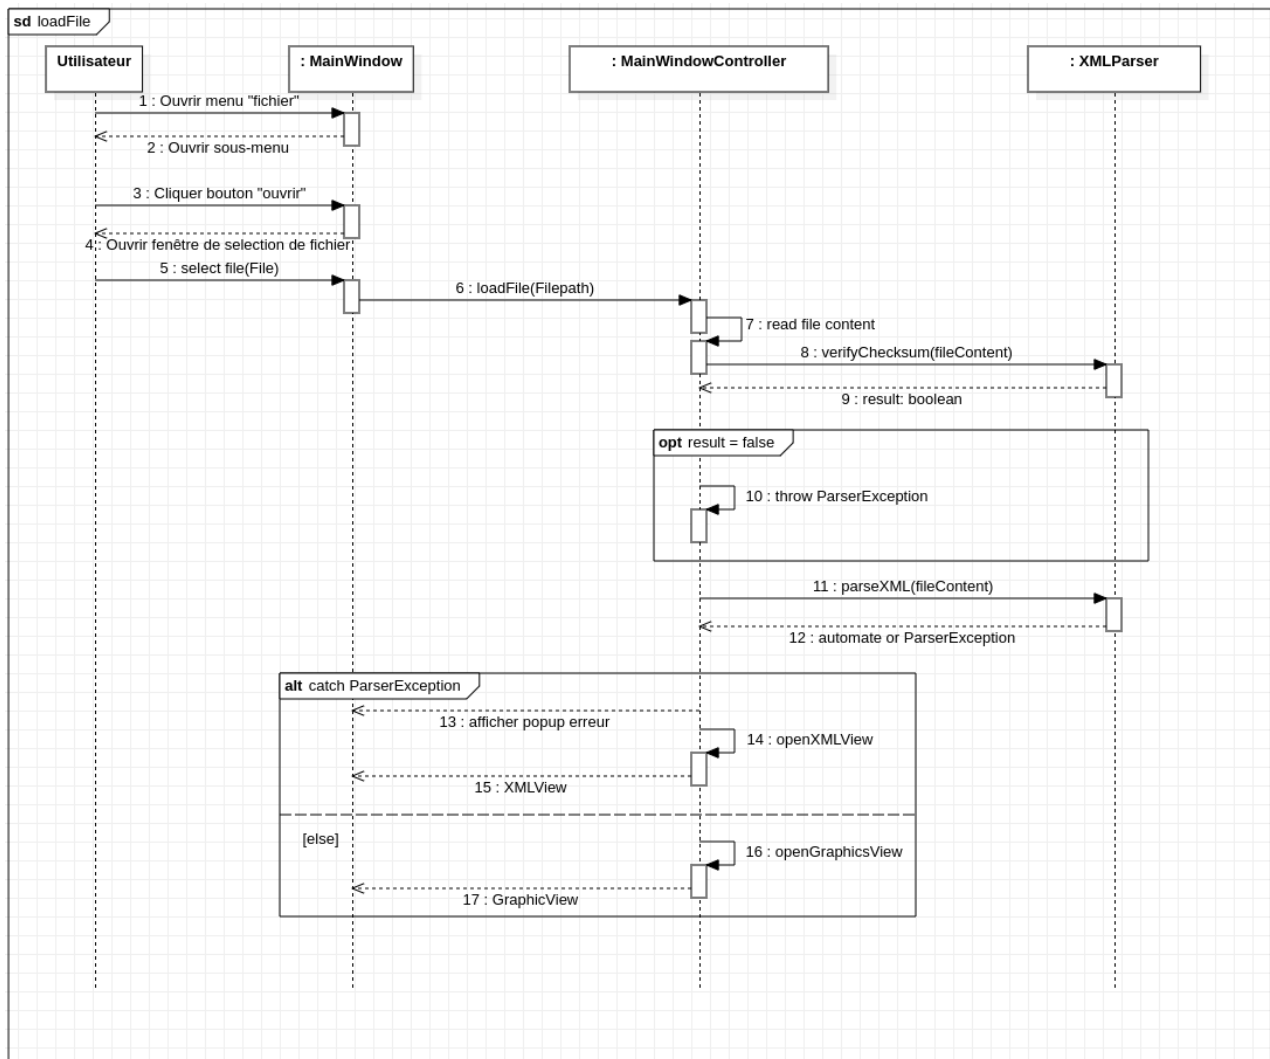 sd loadFile
Utilisateur
: MainWindow
: MainWindowController
: XMLParser
1 : Ouvrir menu "fichier"
2 : Ouvrir sous-menu
3 : Cliquer bouton "ouvrir"
4 : Ouvrir fenêtre de selection de fichier
5 : select file(File)
6 : loadFile(Filepath)
7 : read file content
8 : verifyChecksum(fileContent)
9 : result: boolean
opt result = false
10 : throw ParserException
11 : parseXML(fileContent)
12 : automate or ParserException
alt catch ParserException
13 : afficher popup erreur
14 : openXMLView
15 : XMLView
[else]
16 : openGraphicsView
17 : GraphicView